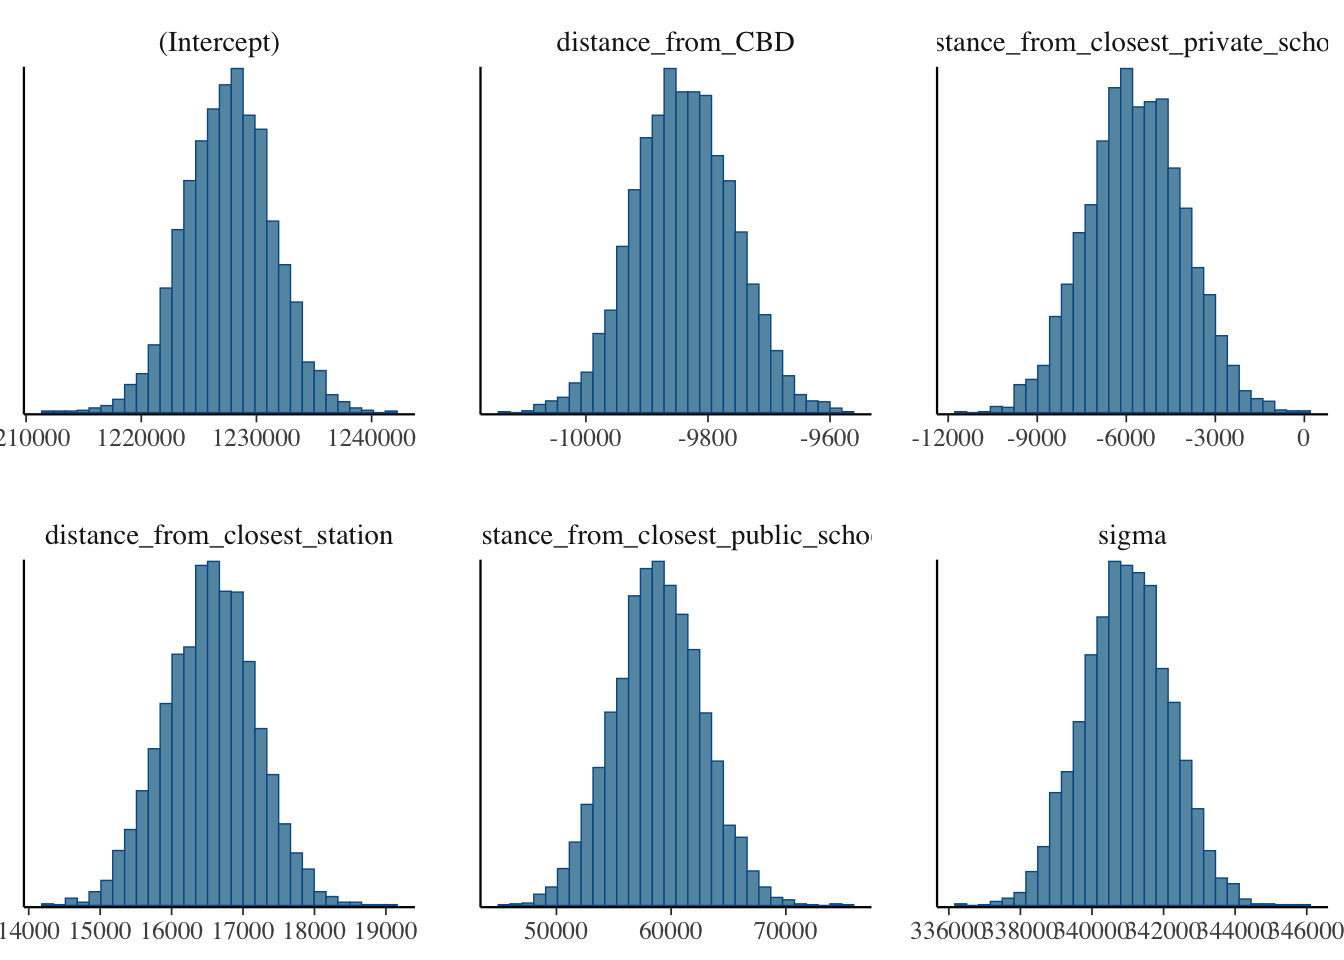 (Intercept)
distance_from_CBD
stance_from_closest_private_scho
210000 1220000 1230000 1240000
-10000 -9800 -9600
-12000 -9000 -6000 -3000 0
distance_from_closest_station
stance_from_closest_public_scho
sigma
14000 15000 16000 17000 18000 19000
50000 60000 70000
336000 338000 340000 342000 344000 346000